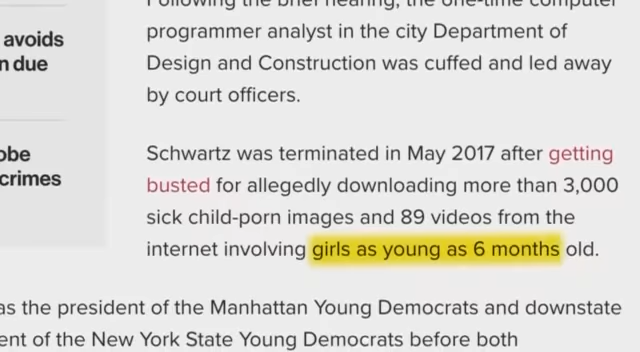 Following the brief hearing, the one-time computer
programmer analyst in the city Department of
Design and Construction was cuffed and led away
by court officers.
Schwartz was terminated in May 2017 after getting
busted for allegedly downloading more than 3,000
sick child-porn images and 89 videos from the
internet involving girls as young as 6 months old.
as the president of the Manhattan Young Democrats and downstate
ent of the New York State Young Democrats before both
avoids
n due
obe
crimes